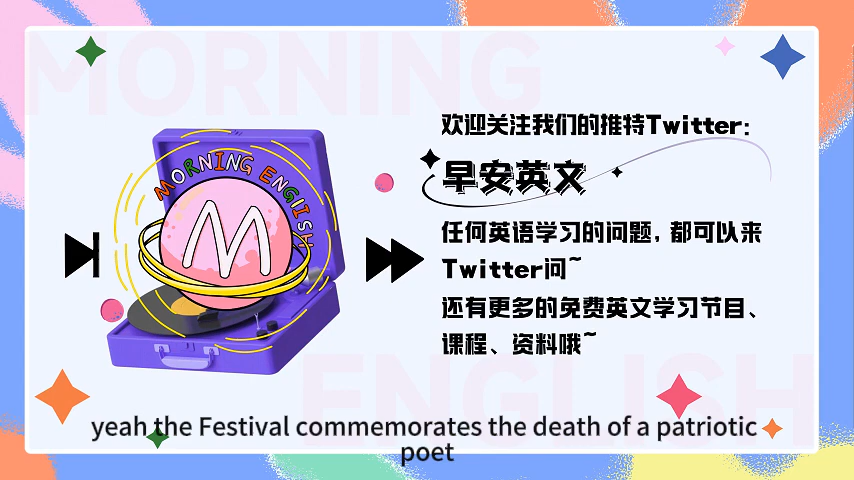 MORNING
MORNING ENGLISH
M
欢迎关注我们的推特Twitter:
早安英文
任何英语学习的问题, 都可以来
Twitter问~
还有更多的免费英文学习节目、
课程、资料哦~
ENGLISH
yeah the Festival commemorates the death of a patriotic
poet